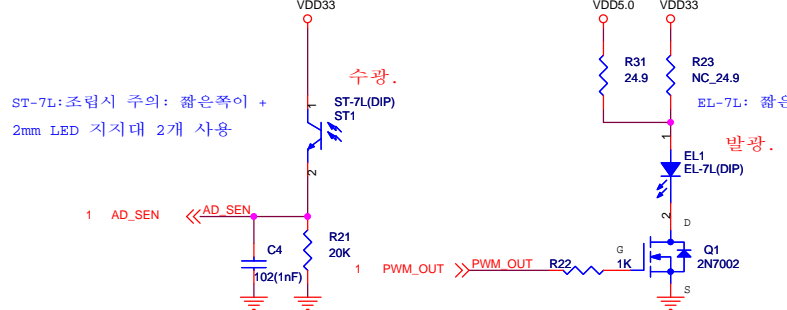 VDD33
VDD5.0
VDD33
수광.
R31
24.9
R23
NC_24.9
ST-7L:조립시 주의: 짧은쪽이 +
2mm LED 지지대 2개 사용
1
ST-7L(DIP)
ST1
2
EL-7L: 짧은
발광.
1
EL1
EL-7L(DIP)
2
1 AD_SEN
AD_SEN
R21
20K
C4
102(1nF)
1 PWM_OUT
PWM_OUT
R22
1K
G
D
Q1
2N7002
S